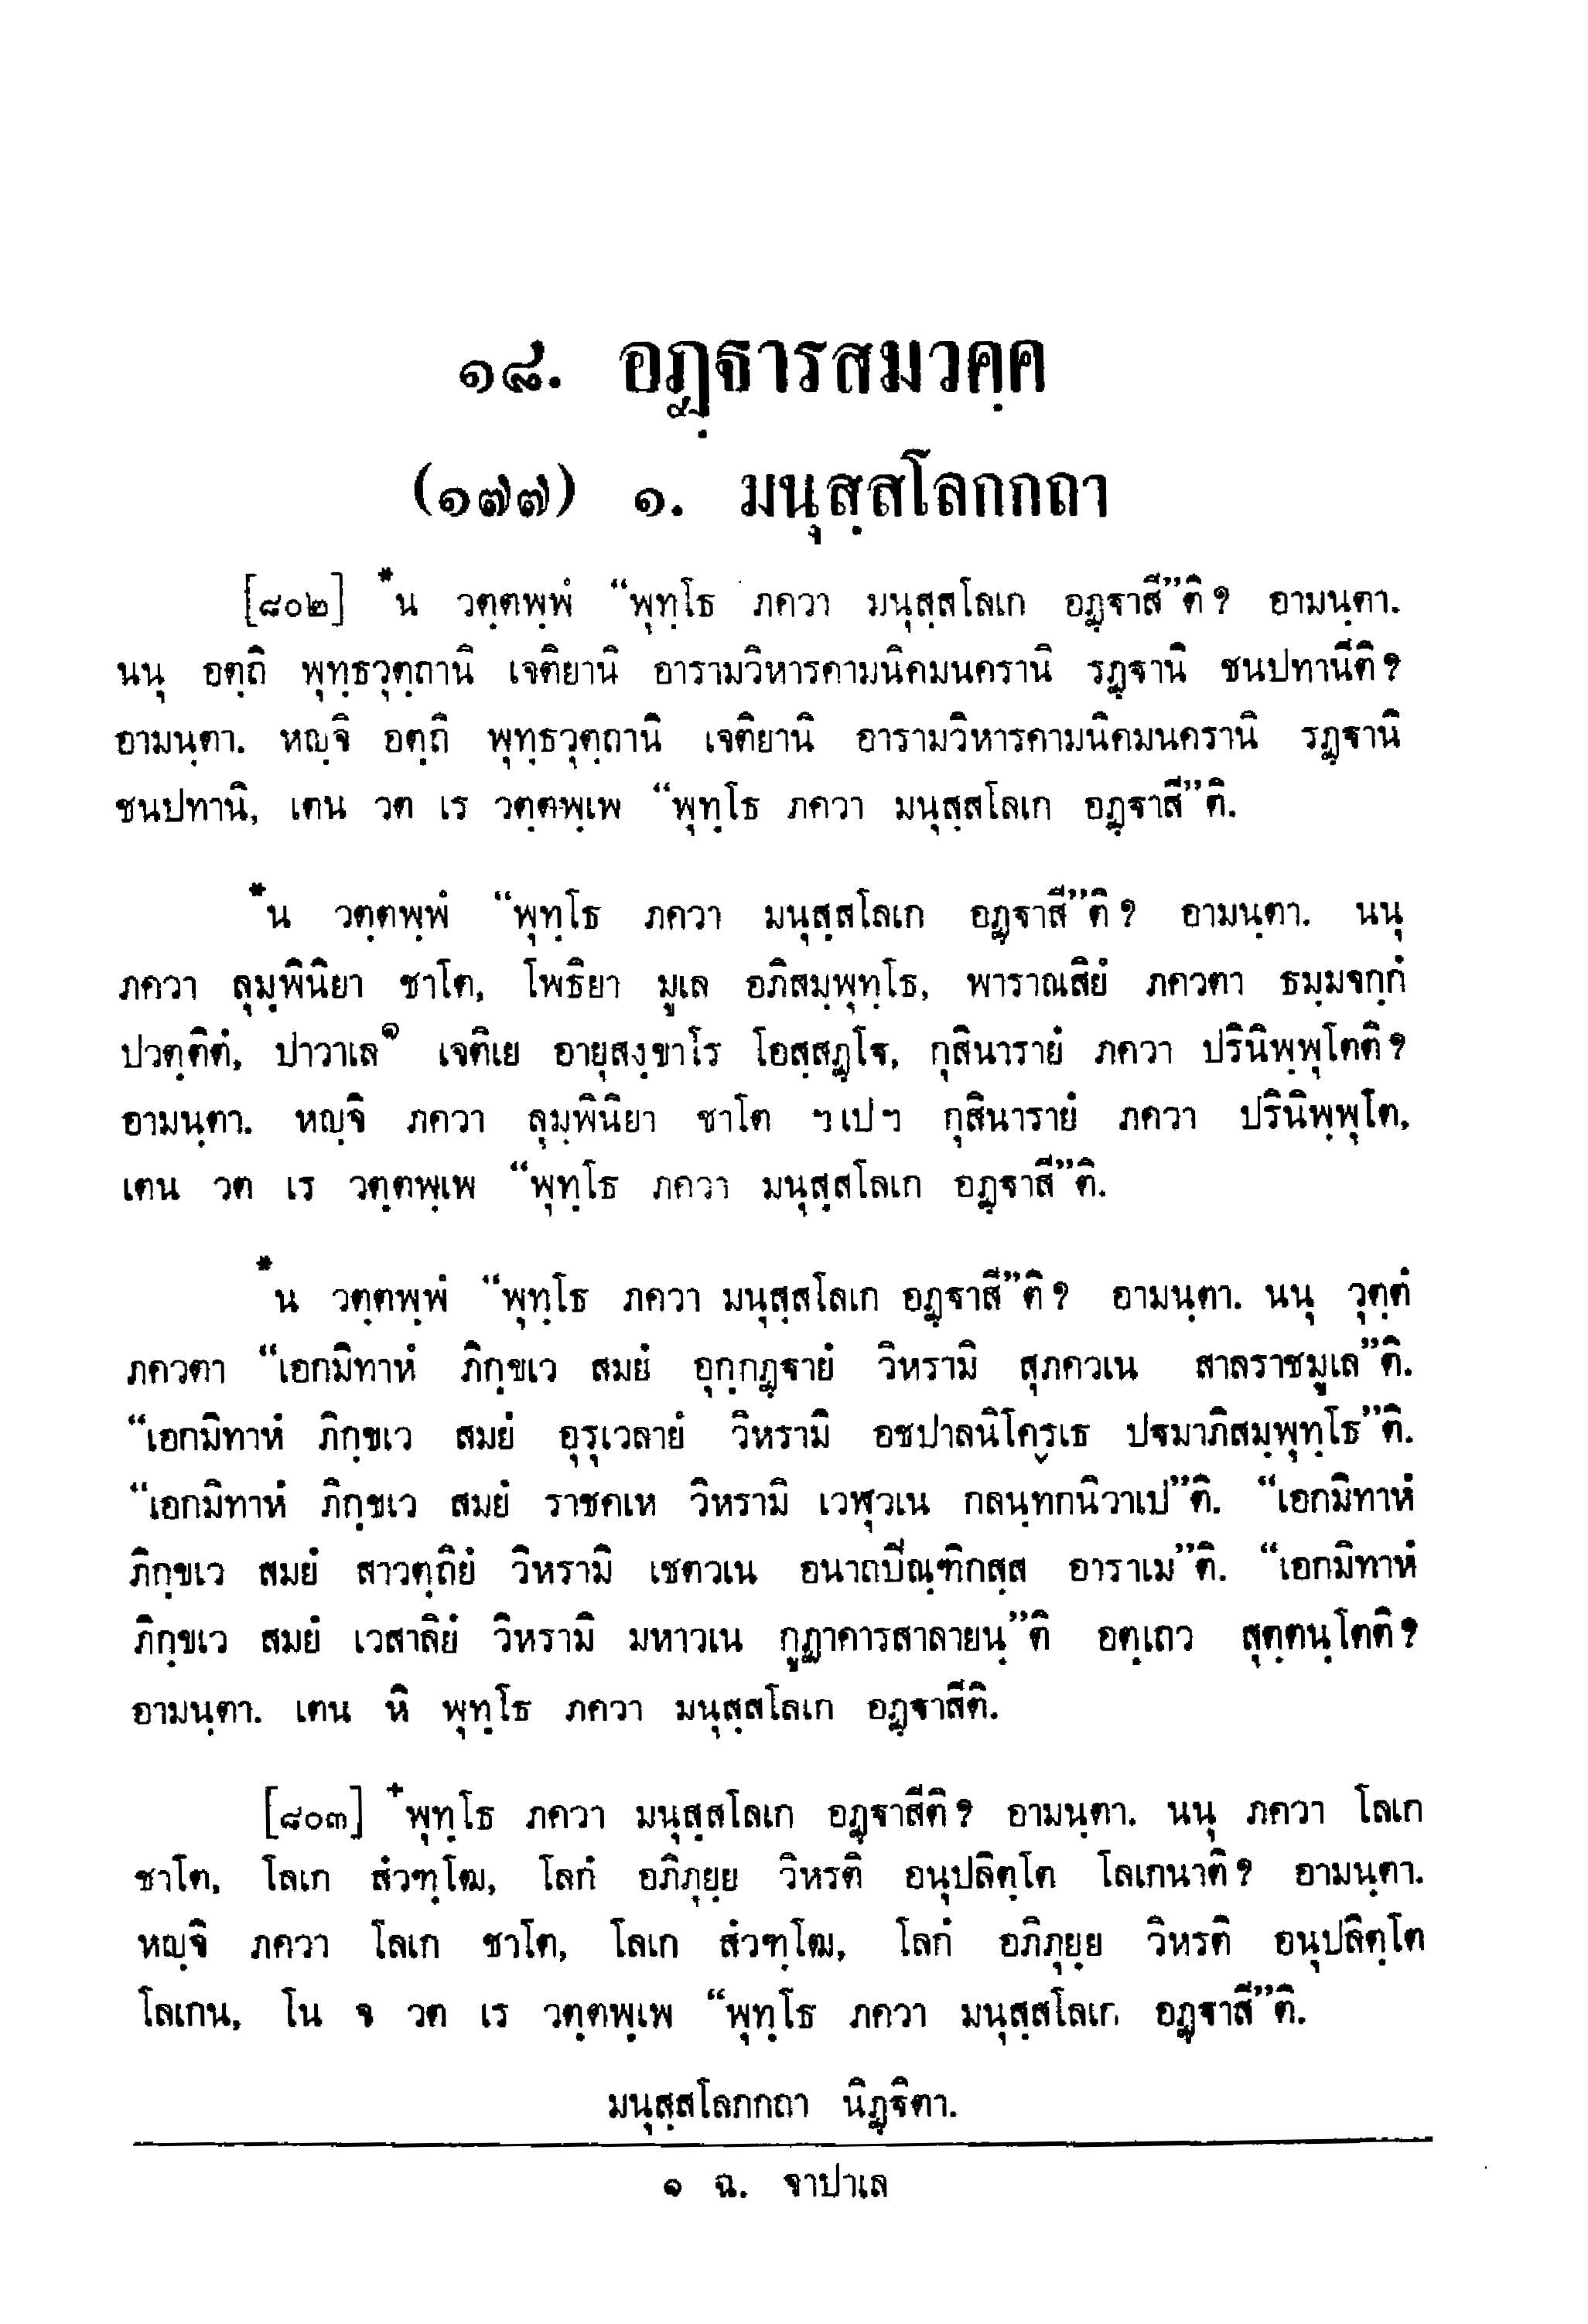 ๑๘. อฏฺฐารสมวคฺค
(๑๗๗) ๑. มนุสฺสโลกกถา
[๘๐๒] *น วตฺตพฺพํ “พุทฺโธ ภควา มนุสฺสโลเก อฏฺฐาสี”ติ? อามนฺตา.
นนุ อตฺถิ พุทฺธวุตฺถานิ เจติยานิ อารามวิหารคามนิคมนครานิ รฏฺฐานิ ชนปทานีติ?
อามนฺตา. หญฺจิ อตฺถิ พุทฺธวุตฺถานิ เจติยานิ อารามวิหารคามนิคมนครานิ รฏฺฐานิ
ชนปทานิ, เตน วต เร วตฺตพฺเพ “พุทฺโธ ภควา มนุสฺสโลเก อฏฺฐาสี”ติ.
*น วตฺตพฺพํ “พุทฺโธ ภควา มนุสฺสโลเก อฏฺฐาสี”ติ? อามนฺตา. นนุ
ภควา ลุมฺพินิยา ชาโต, โพธิยา มูเล อภิสมฺพุทฺโธ, พาราณสิยํ ภควตา ธมฺมจกฺกํ
ปวตฺติตํ, ปาวาเล๑ เจติเย อายุสงฺขาโร โอสฺสฏฺโฐ, กุสินารายํ ภควา ปรินิพฺพุโตติ?
อามนฺตา. หญฺจิ ภควา ลุมฺพินิยา ชาโต ฯเปฯ กุสินารายํ ภควา ปรินิพฺพุโต,
เตน วต เร วตฺตพฺเพ “พุทฺโธ ภควา มนุสฺสโลเก อฏฺฐาสี”ติ.
*น วตฺตพฺพํ “พุทฺโธ ภควา มนุสฺสโลเก อฏฺฐาสี”ติ? อามนฺตา. นนุ วุตฺตํ
ภควตา “เอกมิทาหํ ภิกฺขเว สมยํ อุกฺกฏฺฐายํ วิหรามิ สุภควเน สาลราชมูเล”ติ.
“เอกมิทาหํ ภิกฺขเว สมยํ อุรุเวลายํ วิหรามิ อชปาลนิโคฺรเธ ปฐมาภิสมฺพุทฺโธ”ติ.
“เอกมิทาหํ ภิกฺขเว สมยํ ราชคเห วิหรามิ เวฬุวเน กลนฺทกนิวาเป”ติ. “เอกมิทาหํ
ภิกฺขเว สมยํ สาวตฺถิยํ วิหรามิ เชตวเน อนาถบีณฺฑิกสฺส อาราเม”ติ. “เอกมิทาหํ
ภิกฺขเว สมยํ เวสาลิยํ วิหรามิ มหาวเน กูฏาคารสาลายนฺ”ติ อตฺเถว สุตฺตนฺโตติ?
อามนฺตา. เตน หิ พุทฺโธ ภควา มนุสฺสโลเก อฏฺฐาสีติ.
[๘๐๓] +พุทฺโธ ภควา มนุสฺสโลเก อฏฺฐาสีติ? อามนฺตา. นนุ ภควา โลเก
ชาโต, โลเก สํวฑฺโฒ, โลกํ อภิภุยฺย วิหรติ อนุปลิตฺโต โลเกนาติ? อามนฺตา.
หญฺจิ ภควา โลเก ชาโต, โลเก สํวฑฺโฒ, โลกํ อภิภุยฺย วิหรติ อนุปลิตฺโต
โลเกน, โน จ วต เร วตฺตพฺเพ “พุทฺโธ ภควา มนุสฺสโลเก อฏฺฐาสี”ติ.
มนุสฺสโลกกถา นิฏฺฐิตา.
๑ ฉ. จาปาเล